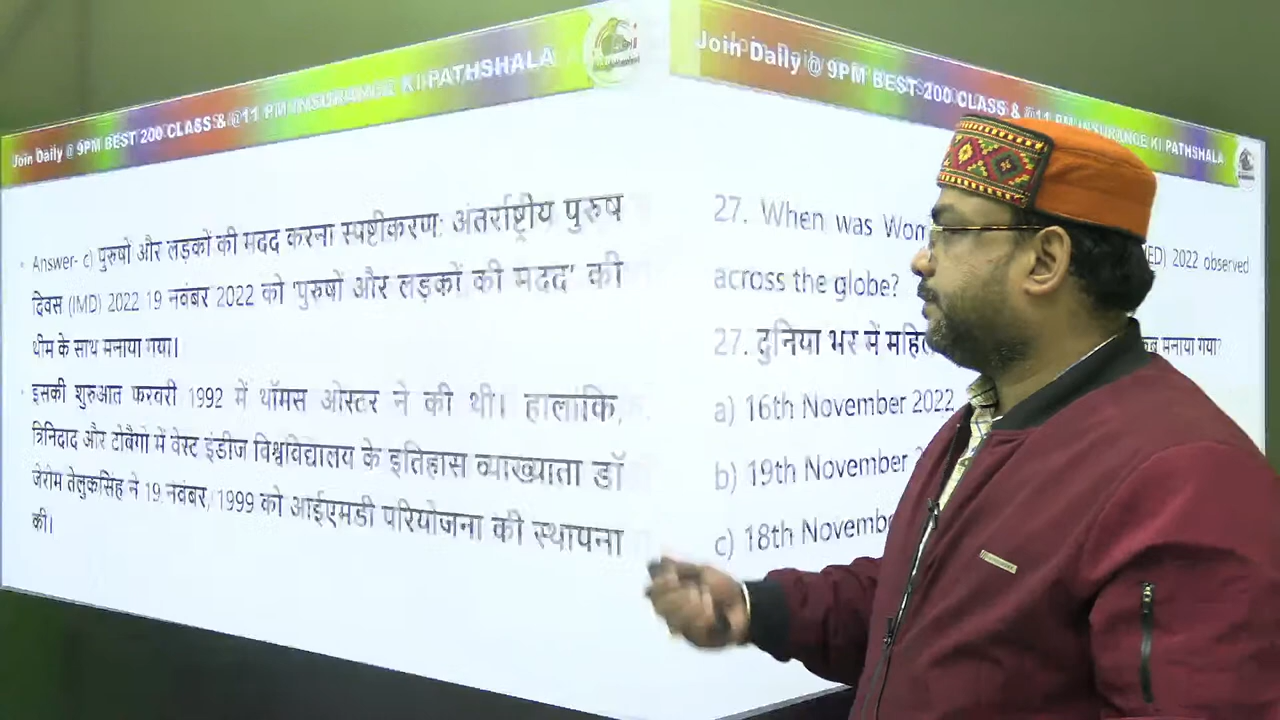 Join Daily @ 9PM BEST 200 CLASS & @11 PM INSURANCE KI PATHSHALA
Answer- c) पुरुषों और लड़कों की मदद करना स्पष्टीकरण: अंतर्राष्ट्रीय पुरुष
दिवस (IMD) 2022 19 नवंबर 2022 को 'पुरुषों और लड़कों की मदद' की
थीम के साथ मनाया गया।
इसकी शुरुआत फरवरी 1992 में थॉमस ओस्टर ने की थी। हालांकि,
त्रिनिदाद और टोबैगो में वेस्ट इंडीज विश्वविद्यालय के इतिहास व्याख्याता डॉ
जेरोम तेलुकसिंह ने 19 नवंबर, 1999 को आईएमडी परियोजना की स्थापना
की।
Join Daily @ 9PM BEST 200 CLASS & @11 PM INSURANCE KI PATHSHALA
27. When was ED) 2022 observed
across the globe?
27. दुनिया भर में मनाया गया?
a) 16th November 2022
b) 19th November
c) 18th